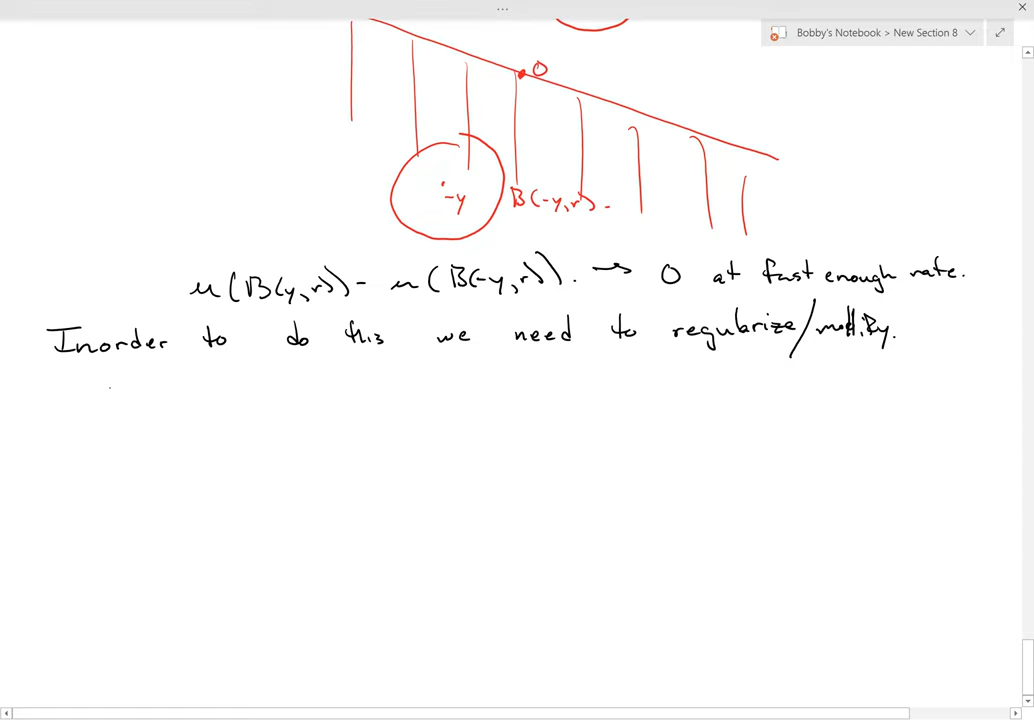 ...
Bobby's Notebook > New Section 8
0
-y
B(-y,r).
μ(B(y,r)) - μ(B(-y,r)). → 0 at fast enough rate.
Inorder to do this we need to regularize/mollify.